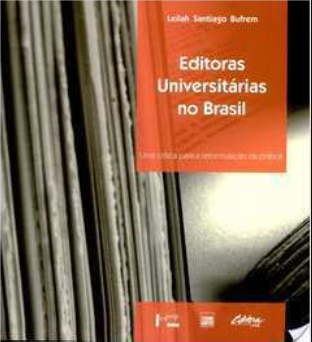 Leilah Santiago Bufrem
Editoras
Universitárias
no Brasil
Uma crítica para a reformulação da prática